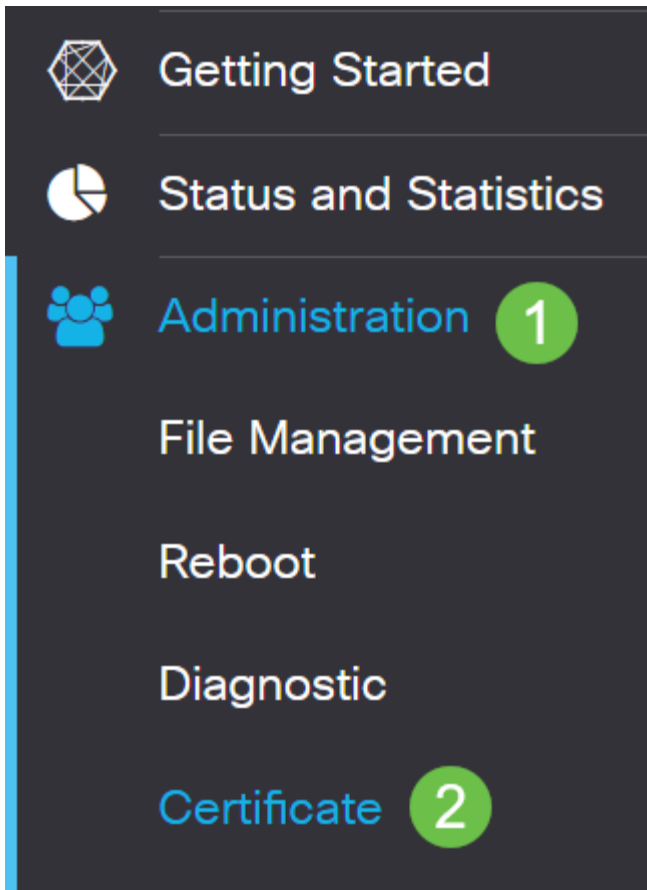 Getting Started
Status and Statistics
Administration 1
File Management
Reboot
Diagnostic
Certificate 2